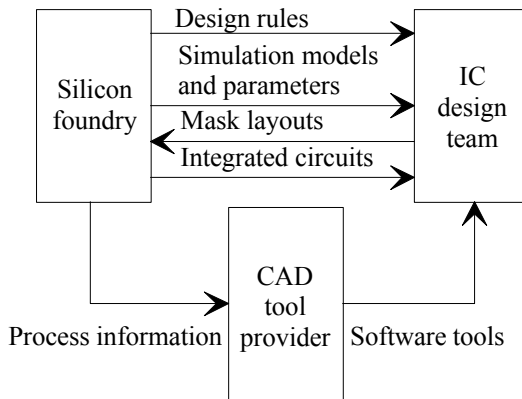 Design rules
Simulation models
and parameters
Mask layouts
Integrated circuits
Silicon
foundry
IC
design
team
CAD
tool
provider
Process information
Software tools